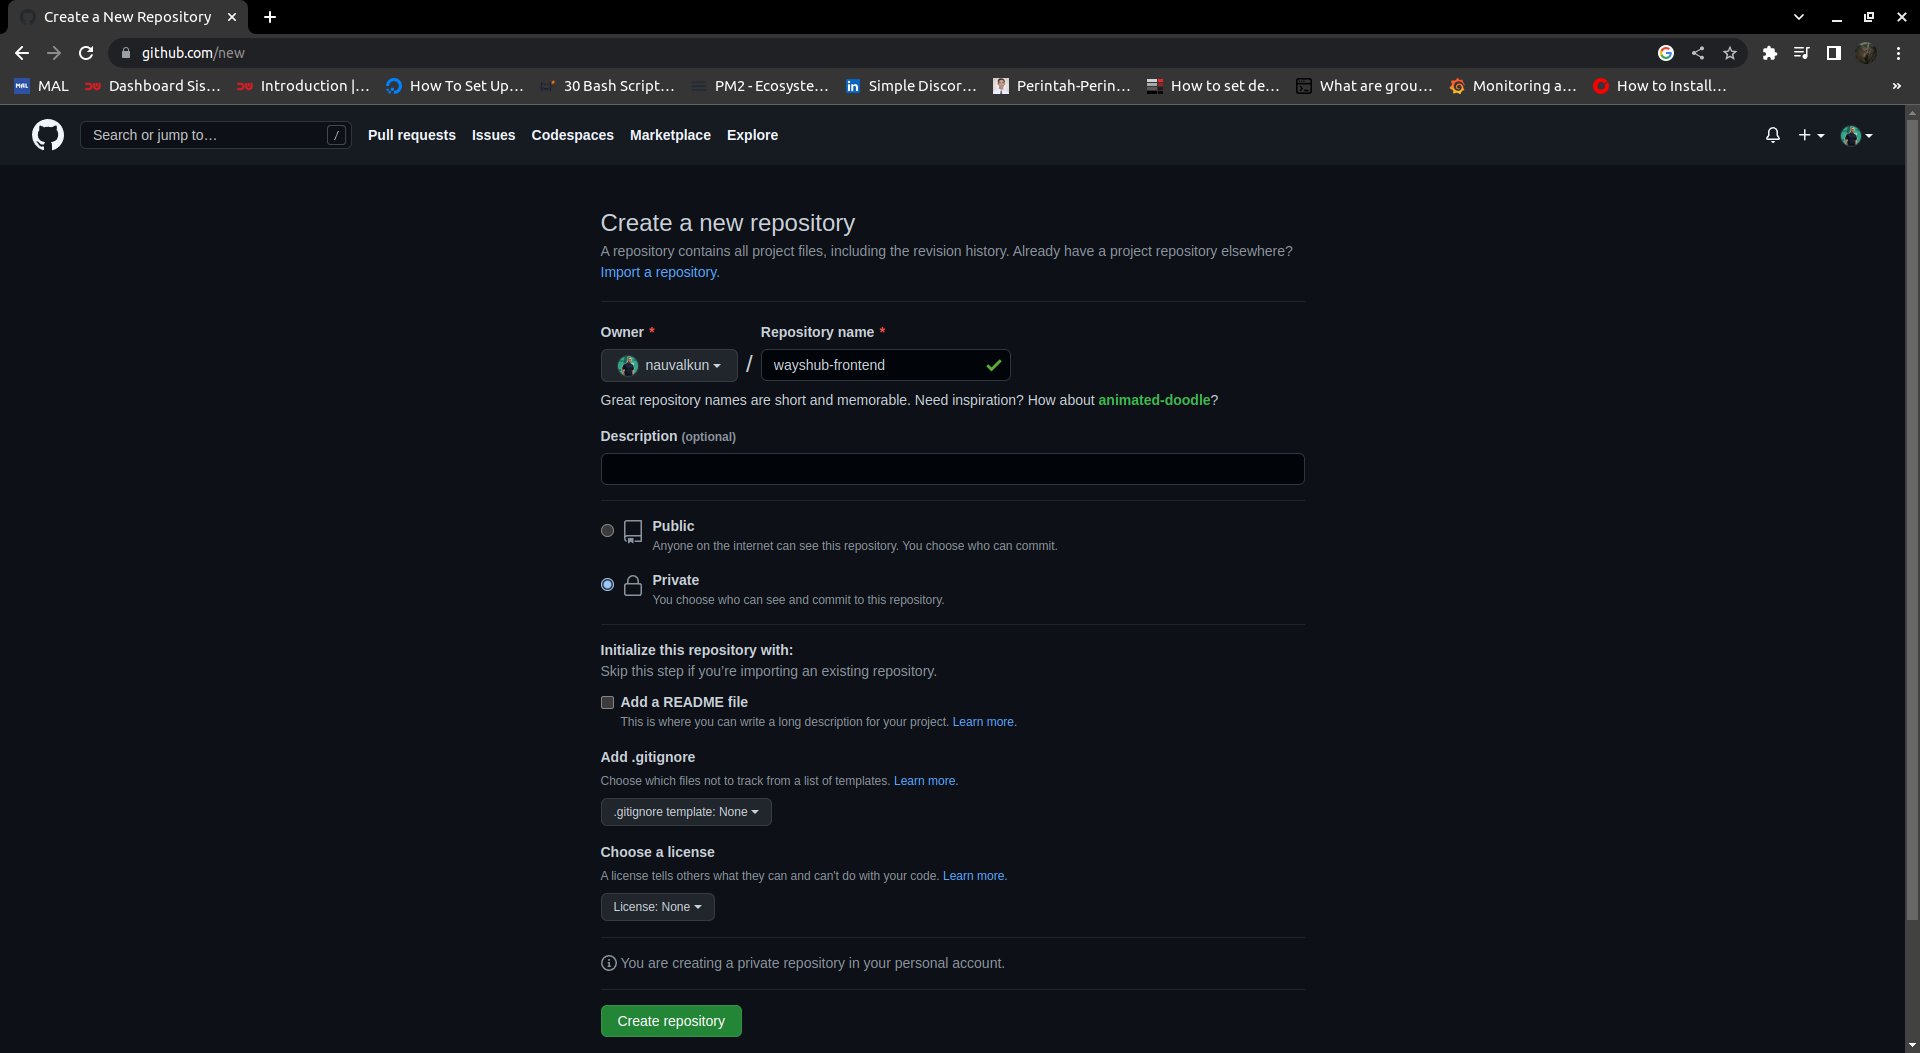 Create a New Repository
github.com/new
MAL
Dashboard Sis…
Introduction |…
How To Set Up…
30 Bash Script…
PM2 - Ecosyste…
Simple Discor…
Perintah-Perin…
How to set de…
What are grou…
Monitoring a…
How to Install…
»
Search or jump to…
/
Pull requests
Issues
Codespaces
Marketplace
Explore
Create a new repository
A repository contains all project files, including the revision history. Already have a project repository elsewhere?
Import a repository.
Owner *
Repository name *
nauvalkun
/
wayshub-frontend
Great repository names are short and memorable. Need inspiration? How about animated-doodle?
Description (optional)
Public
Anyone on the internet can see this repository. You choose who can commit.
Private
You choose who can see and commit to this repository.
Initialize this repository with:
Skip this step if you’re importing an existing repository.
Add a README file
This is where you can write a long description for your project. Learn more.
Add .gitignore
Choose which files not to track from a list of templates. Learn more.
.gitignore template: None
Choose a license
A license tells others what they can and can't do with your code. Learn more.
License: None
You are creating a private repository in your personal account.
Create repository